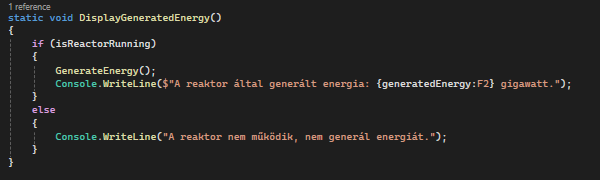 1 reference
static void DisplayGeneratedEnergy()
{
if (isReactorRunning)
{
GenerateEnergy();
Console.WriteLine($"A reaktor által generált energia: {generatedEnergy:F2} gigawatt.");
}
else
{
Console.WriteLine("A reaktor nem működik, nem generál energiát.");
}
}